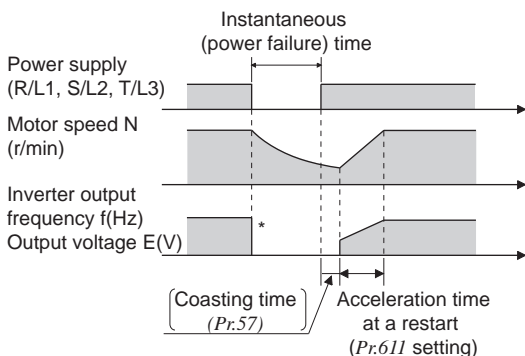 Instantaneous
(power failure) time
Power supply
(R/L1, S/L2, T/L3)
Motor speed N
(r/min)
Inverter output
frequency f(Hz)
*
Output voltage E(V)
Coasting time
(Pr.57)
Acceleration time
at a restart
(Pr.611 setting)